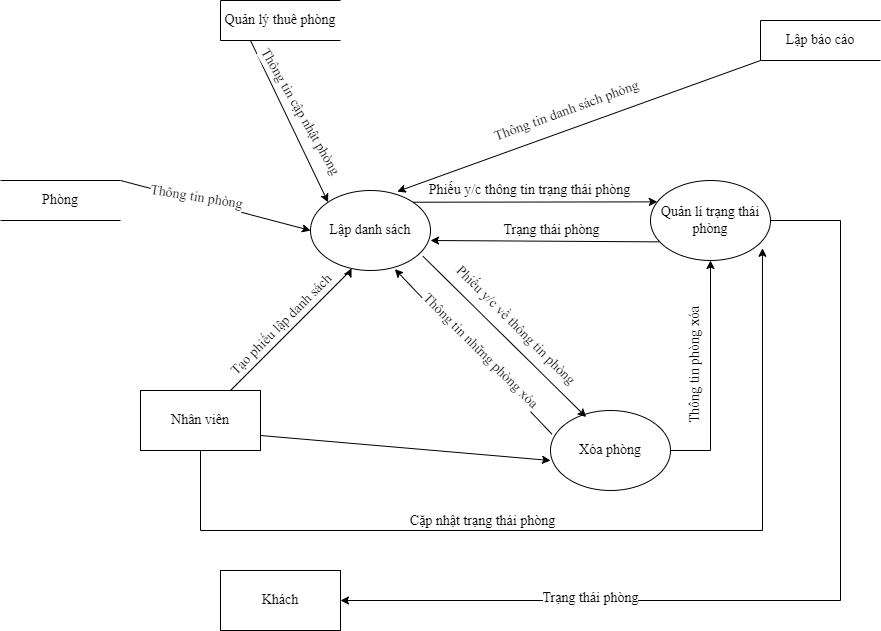 Quản lý thuê phòng
Lập báo cáo
Thông tin cập nhật phòng
Thông tin danh sách phòng
Phòng
Thông tin phòng
Phiếu y/c thông tin trạng thái phòng
Lập danh sách
Trạng thái phòng
Quản lí trạng thái
phòng
Tạo phiếu lập danh sách
Phiếu y/c về thông tin phòng
Thông tin những phòng xóa
Thông tin phòng xóa
Nhân viên
Xóa phòng
Cặp nhật trạng thái phòng
Khách
Trạng thái phòng